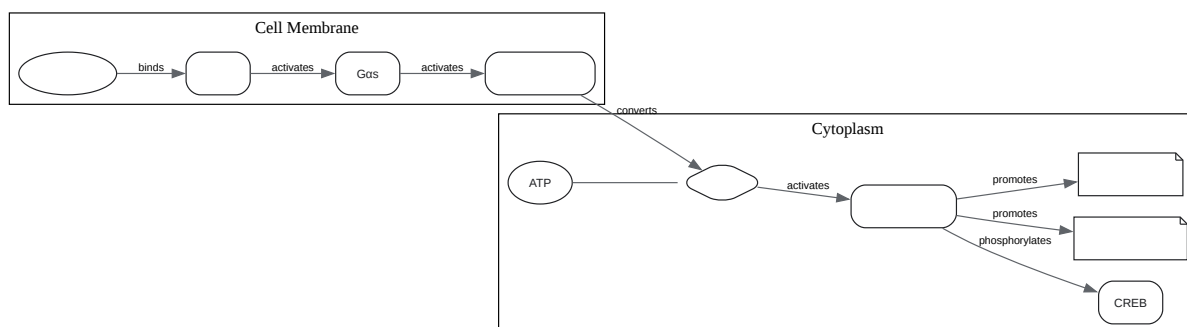 Cell Membrane
binds
activates
Gαs
activates
converts
Cytoplasm
ATP
activates
promotes
promotes
phosphorylates
CREB